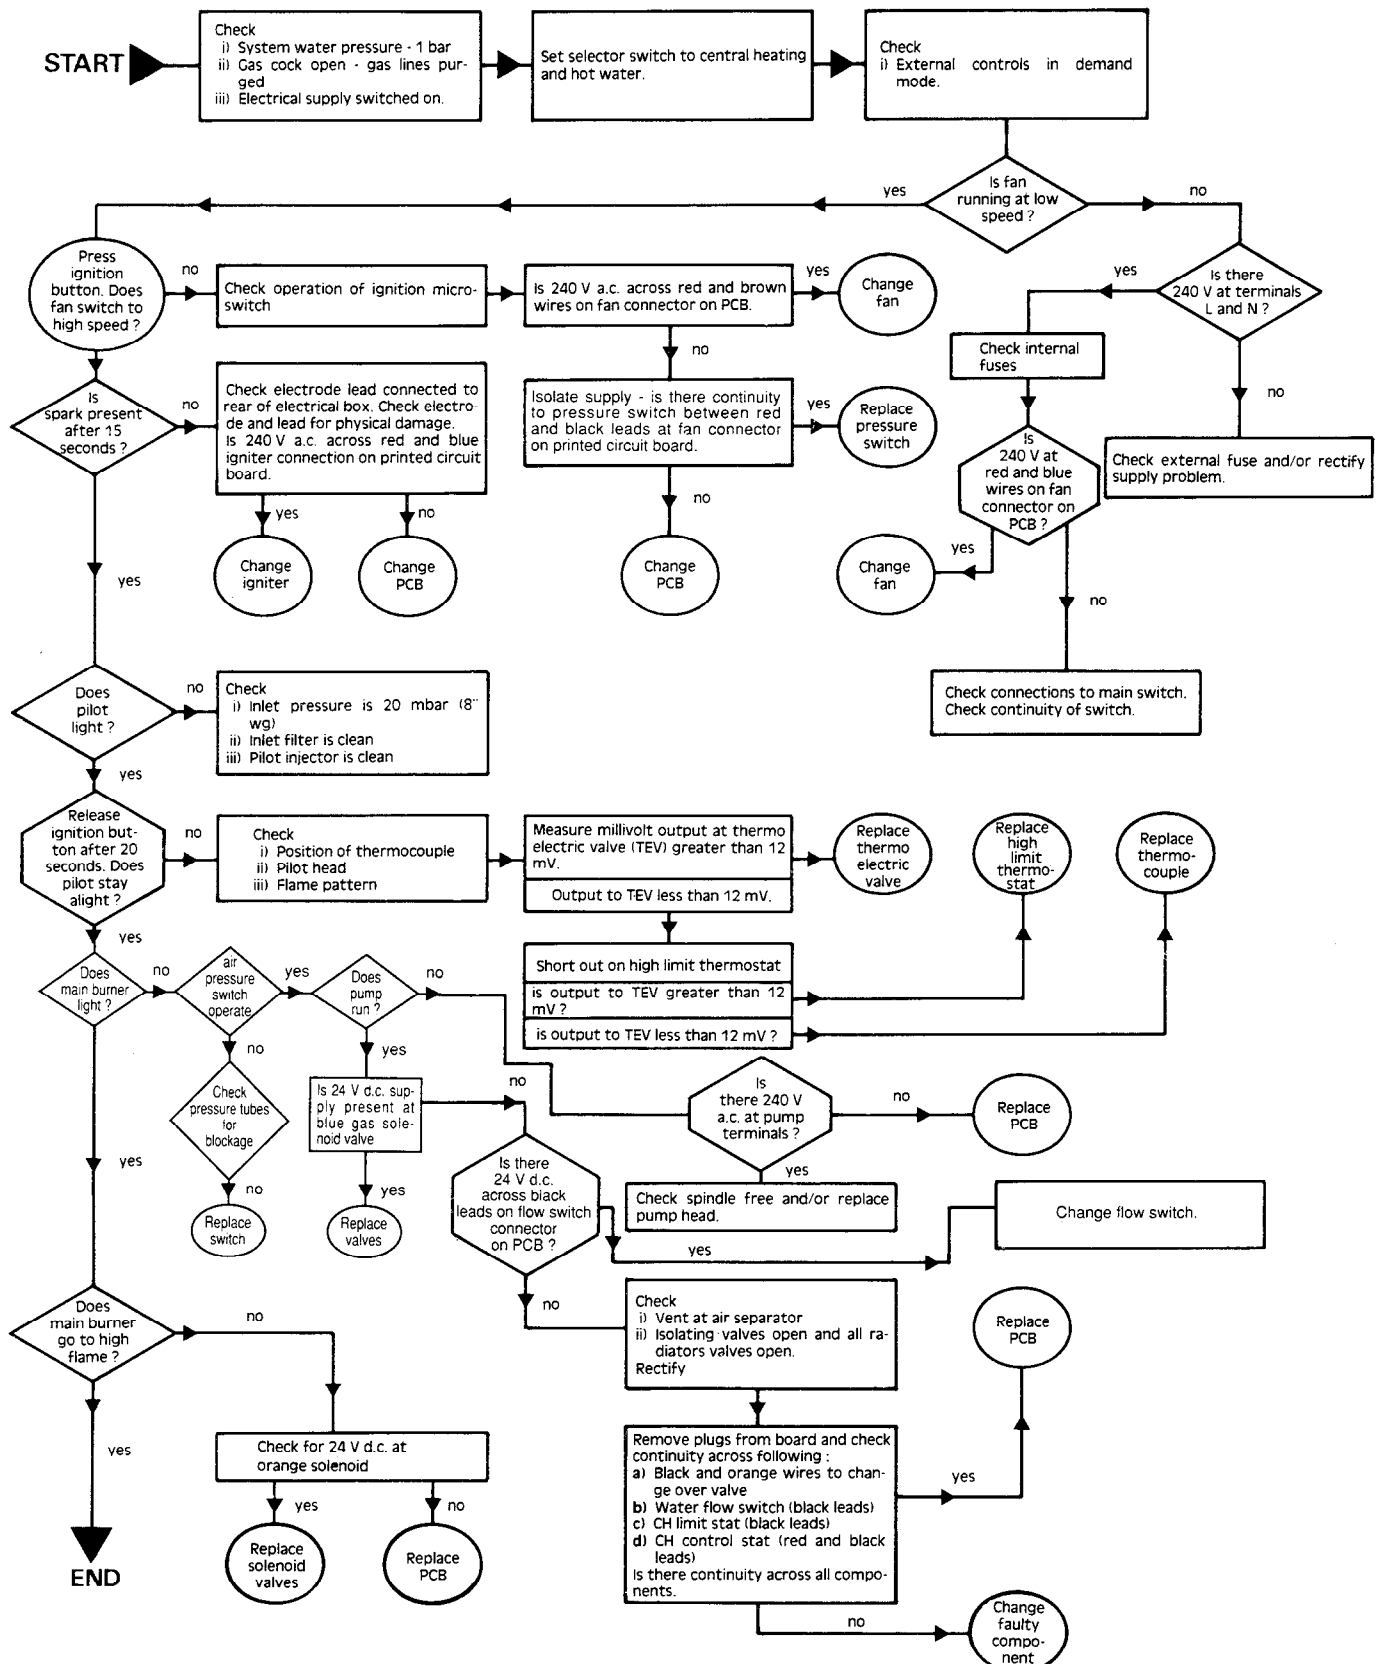 START
Check
i) System water pressure - 1 bar
ii) Gas cock open - gas lines pur-
ged
iii) Electrical supply switched on.
Set selector switch to central heating
and hot water.
Check
i) External controls in demand
mode.
Is fan
running at low
speed ?
yes
no
Press
ignition
button. Does
fan switch to
high speed ?
no
Check operation of ignition micro-
switch
Is 240 V a.c. across red and brown
wires on fan connector on PCB.
yes
Change
fan
no
Is there
240 V at terminals
L and N ?
yes
no
Check internal
fuses
Check external fuse and/or rectify
supply problem.
Is
240 V at
red and blue
wires on fan
connector on
PCB ?
yes
Change
fan
no
Check connections to main switch.
Check continuity of switch.
Is
spark present
after 15
seconds ?
no
Check electrode lead connected to
rear of electrical box. Check electro-
de and lead for physical damage.
Is 240 V a.c. across red and blue
igniter connection on printed circuit
board.
yes
no
Change
igniter
Change
PCB
Isolate supply - is there continuity
to pressure switch between red
and black leads at fan connector
on printed circuit board.
yes
Replace
pressure
switch
no
Change
PCB
yes
Does
pilot
light ?
no
Check
i) Inlet pressure is 20 mbar (8"
wg)
ii) Inlet filter is clean
iii) Pilot injector is clean
yes
Release
ignition but-
ton after 20
seconds. Does
pilot stay
alight ?
no
Check
i) Position of thermocouple
ii) Pilot head
iii) Flame pattern
Measure millivolt output at thermo
electric valve (TEV) greater than 12
mV.
Output to TEV less than 12 mV.
Replace
thermo
electric
valve
Replace
high
limit
thermo-
stat
Replace
thermo-
couple
Short out on high limit thermostat
is output to TEV greater than 12
mV ?
is output to TEV less than 12 mV ?
yes
Does
main burner
light ?
no
air
pressure
switch
operate
yes
Does
pump
run ?
no
no
Check
pressure tubes
for
blockage
no
Replace
switch
yes
Is 24 V d.c. sup-
ply present at
blue gas sole-
noid valve
no
yes
Replace
valves
Is
there 240 V
a.c. at pump
terminals ?
no
Replace
PCB
yes
Check spindle free and/or replace
pump head.
Is there
24 V d.c.
across black
leads on flow switch
connector
on PCB ?
yes
Change flow switch.
no
Check
i) Vent at air separator
ii) Isolating valves open and all ra-
diators valves open.
Rectify
Remove plugs from board and check
continuity across following :
a) Black and orange wires to chan-
ge over valve
b) Water flow switch (black leads)
c) CH limit stat (black leads)
d) CH control stat (red and black
leads)
Is there continuity across all compo-
nents.
yes
Replace
PCB
no
Change
faulty
compo-
nent
yes
Does
main burner
go to high
flame ?
no
Check for 24 V d.c. at
orange solenoid
yes
no
Replace
solenoid
valves
Replace
PCB
yes
END